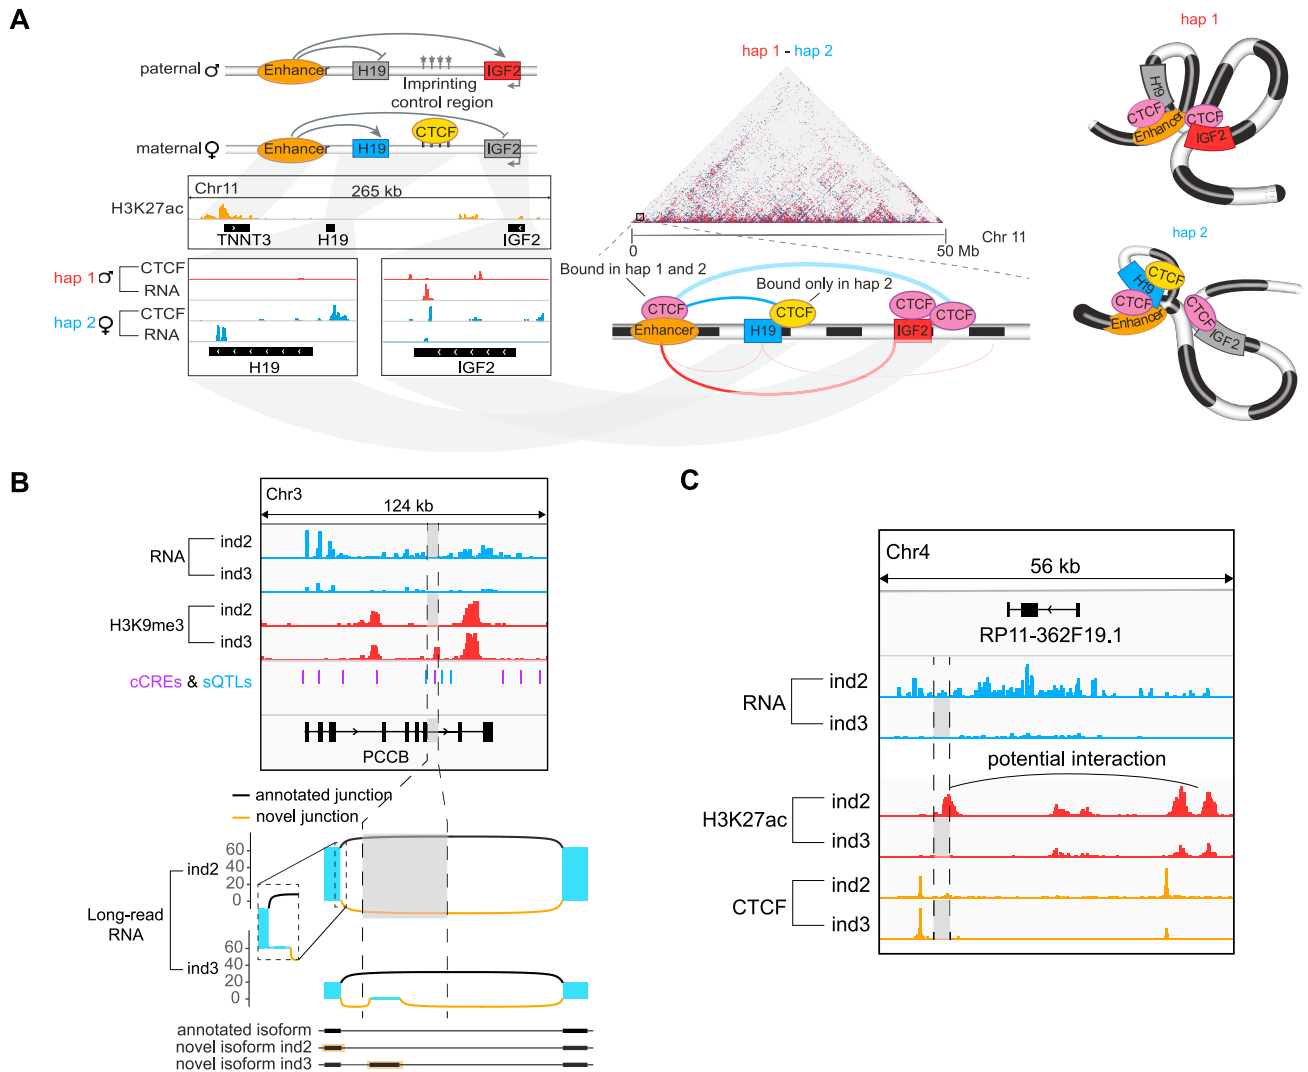 A
paternal ♂
Enhancer
H19
IGF2
Imprinting
control region
maternal ♀
Enhancer
H19
CTCF
IGF2
Chr11
265 kb
H3K27ac
TNNT3
H19
IGF2
hap 1 ♂
CTCF
RNA
hap 2 ♀
CTCF
RNA
H19
IGF2
hap 1 - hap 2
0
50 Mb
Chr 11
Bound in hap 1 and 2
Bound only in hap 2
CTCF
CTCF
CTCF
CTCF
Enhancer
H19
IGF2
hap 1
H19
CTCF
Enhancer
CTCF
IGF2
hap 2
H19
CTCF
CTCF
Enhancer
CTCF
IGF2
B
Chr3
124 kb
RNA
ind2
ind3
H3K9me3
ind2
ind3
cCREs & sQTLs
PCCB
annotated junction
novel junction
Long-read
RNA
ind2
60
40
20
0
ind3
60
40
20
0
annotated isoform
novel isoform ind2
novel isoform ind3
C
Chr4
56 kb
RP11-362F19.1
RNA
ind2
ind3
potential interaction
H3K27ac
ind2
ind3
CTCF
ind2
ind3